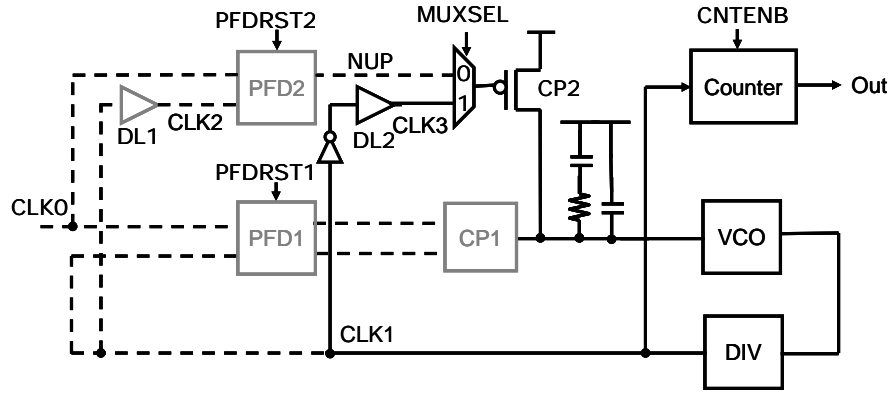 MUXSEL
CNTENB
PFDRST2
NUP
0
PFD2
CP2
Counter
Out
1
DL1
CLK2
DL2
CLK3
PFDRST1
CLK0
PFD1
CP1
VCO
CLK1
DIV